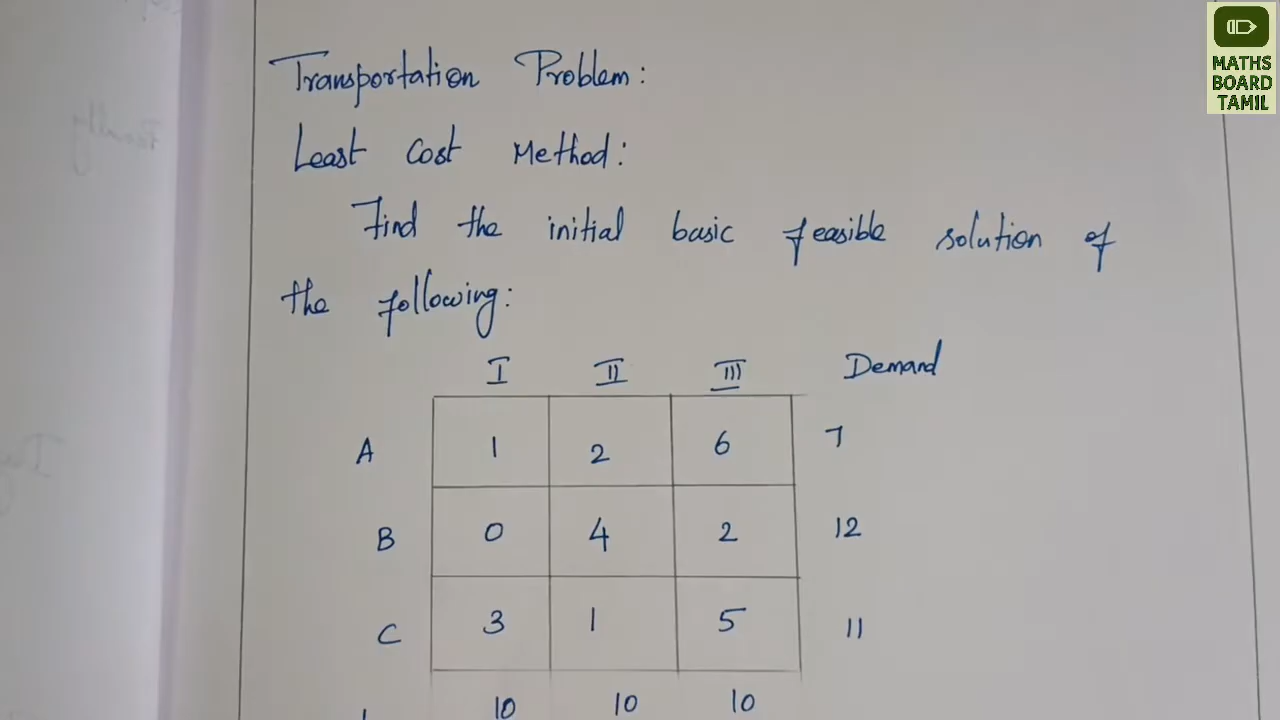 MATHS
BOARD
TAMIL
Transportation Problem:
Least Cost Method:
Find the initial basic feasible solution of
the following:
I II III Demand
A 1 2 6 7
B 0 4 2 12
C 3 1 5 11
10 10 10